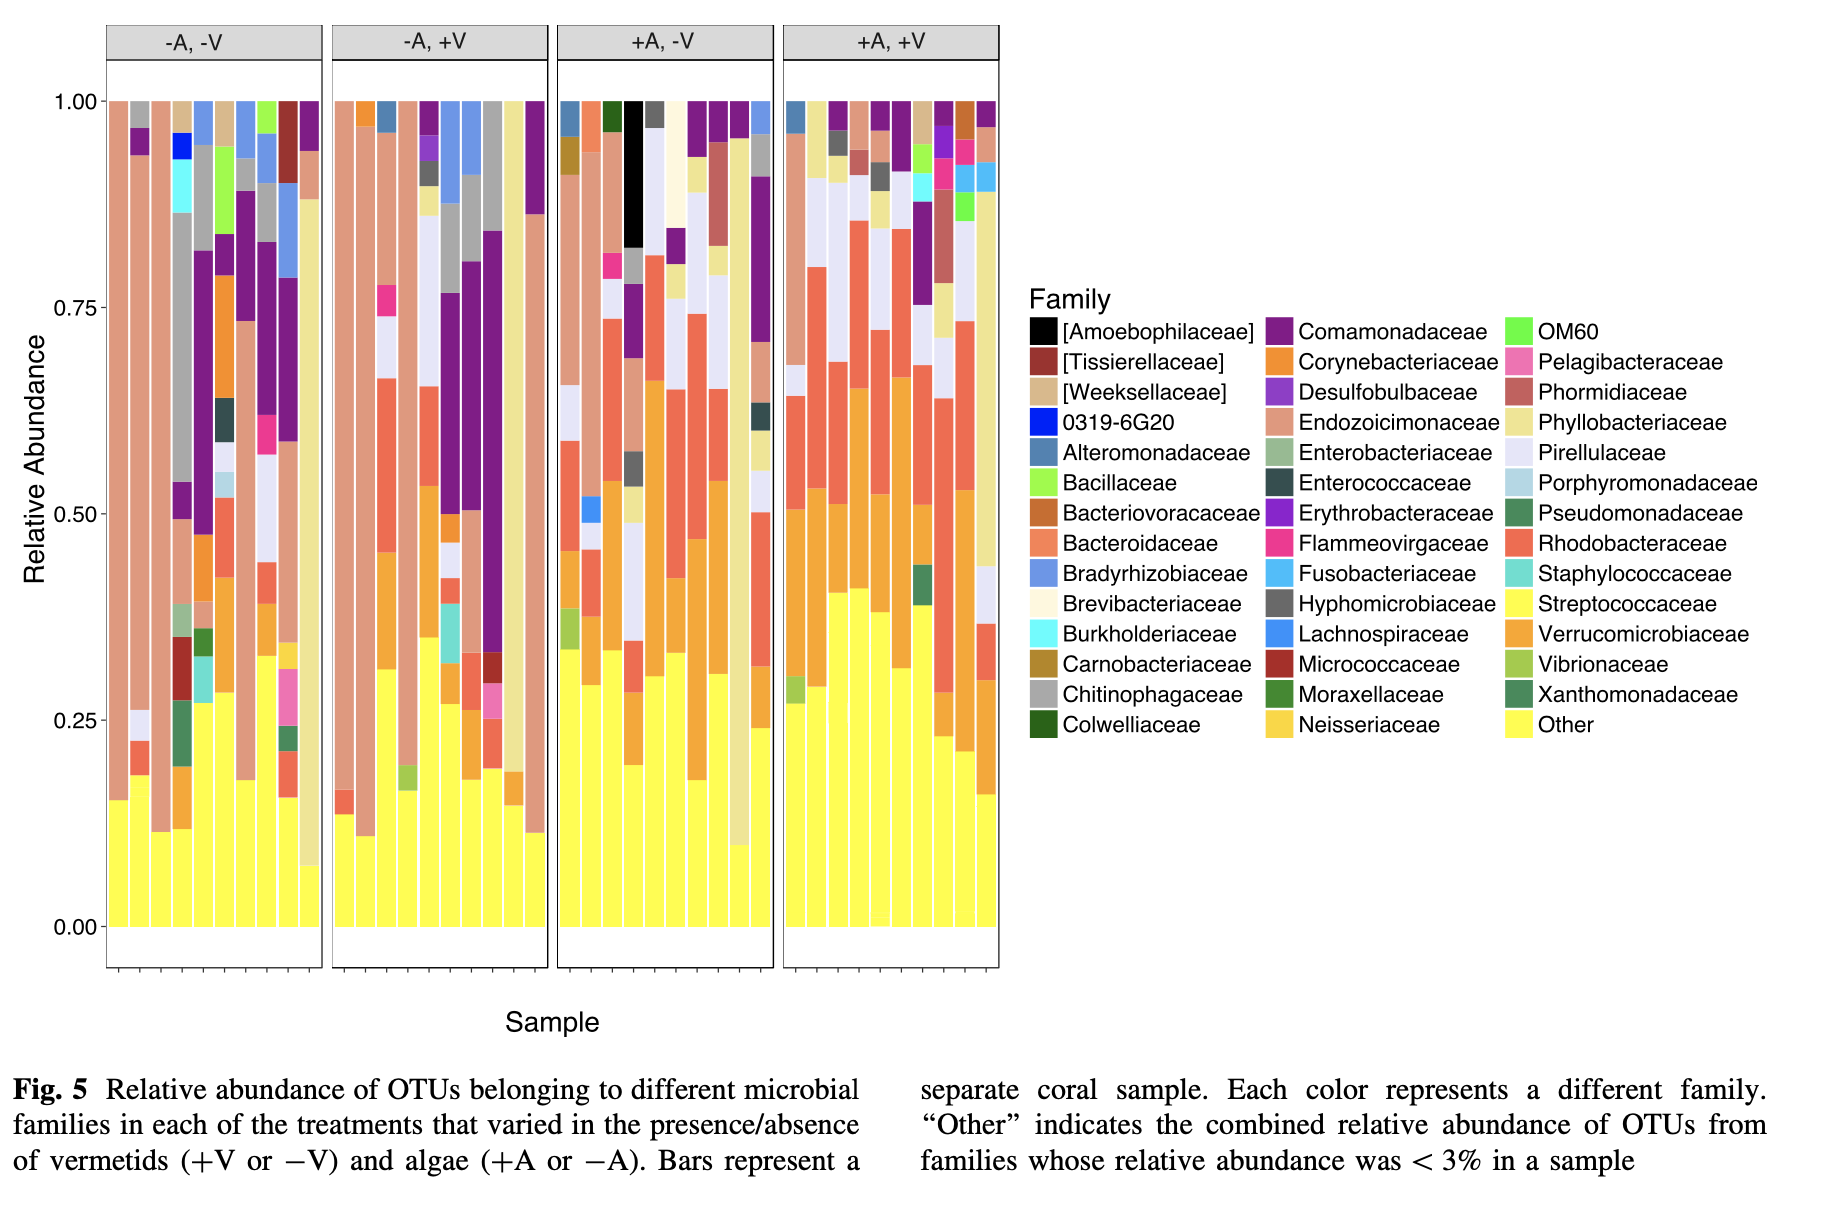 -A, -V
-A, +V
+A, -V
+A, +V
1.00
0.75
0.50
0.25
0.00
Relative Abundance
Sample
Family
[Amoebophilaceae]
[Tissierellaceae]
[Weeksellaceae]
0319-6G20
Alteromonadaceae
Bacillaceae
Bacteriovoracaceae
Bacteroidaceae
Bradyrhizobiaceae
Brevibacteriaceae
Burkholderiaceae
Carnobacteriaceae
Chitinophagaceae
Colwelliaceae
Comamonadaceae
Corynebacteriaceae
Desulfobulbaceae
Endozoicimonaceae
Enterobacteriaceae
Enterococcaceae
Erythrobacteraceae
Flammeovirgaceae
Fusobacteriaceae
Hyphomicrobiaceae
Lachnospiraceae
Micrococcaceae
Moraxellaceae
Neisseriaceae
OM60
Pelagibacteraceae
Phormidiaceae
Phyllobacteriaceae
Pirellulaceae
Porphyromonadaceae
Pseudomonadaceae
Rhodobacteraceae
Staphylococcaceae
Streptococcaceae
Verrucomicrobiaceae
Vibrionaceae
Xanthomonadaceae
Other
Fig. 5 Relative abundance of OTUs belonging to different microbial
families in each of the treatments that varied in the presence/absence
of vermetids (+V or −V) and algae (+A or −A). Bars represent a
separate coral sample. Each color represents a different family.
“Other” indicates the combined relative abundance of OTUs from
families whose relative abundance was < 3% in a sample